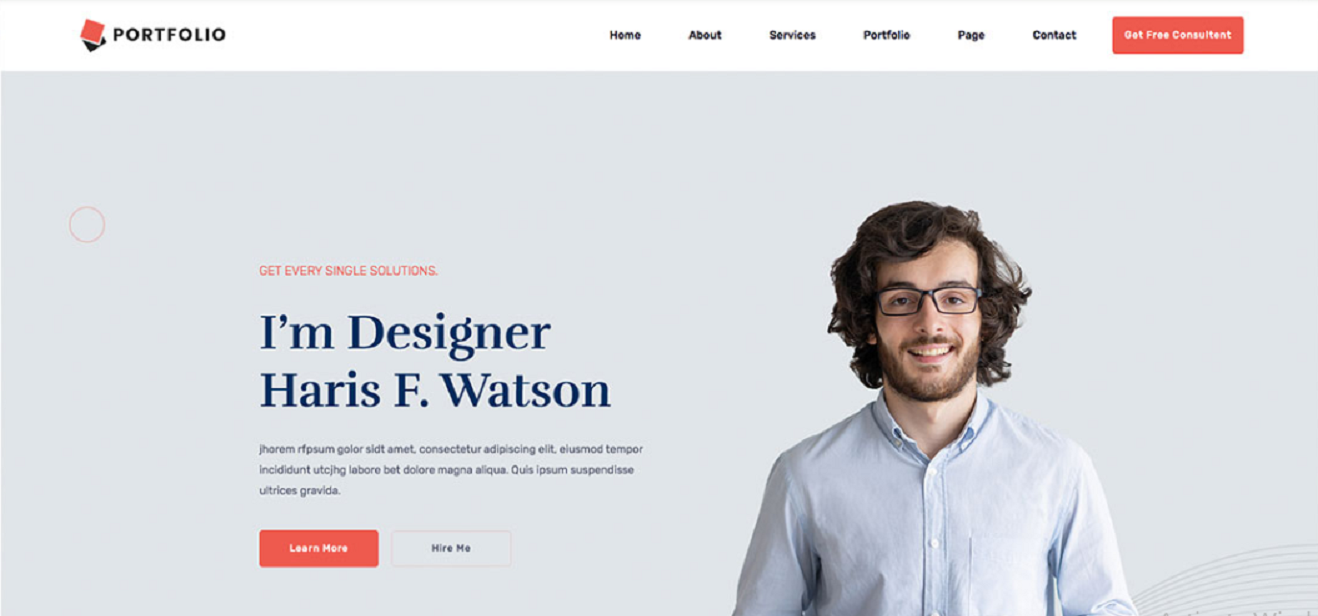 PORTFOLIO
Home About Services Portfolio Page Contact Get Free Consultent
GET EVERY SINGLE SOLUTIONS.
I'm Designer
Haris F. Watson
jhorem rfpsum golor sidt amet, consectetur adipiscing elit, eiusmod tempor
incididunt utcjhg labore bet dolore magna aliqua. Quis ipsum suspendisse
ultrices gravida.
Learn More Hire Me